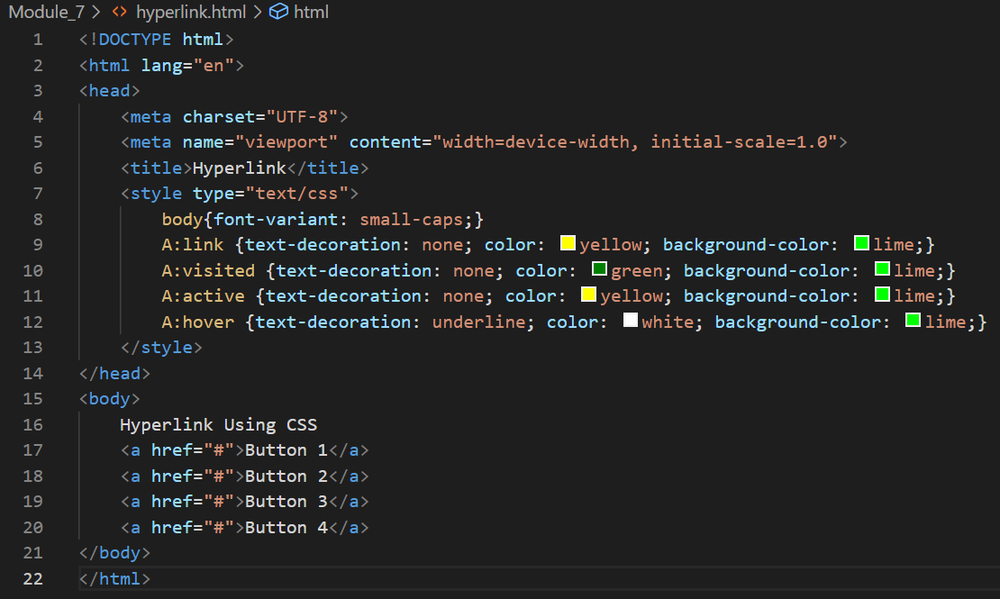 Module_7 > <> hyperlink.html > html
1 <!DOCTYPE html>
2 <html lang="en">
3 <head>
4     <meta charset="UTF-8">
5     <meta name="viewport" content="width=device-width, initial-scale=1.0">
6     <title>Hyperlink</title>
7     <style type="text/css">
8         body{font-variant: small-caps;}
9         A:link {text-decoration: none; color: yellow; background-color: lime;}
10         A:visited {text-decoration: none; color: green; background-color: lime;}
11         A:active {text-decoration: none; color: yellow; background-color: lime;}
12         A:hover {text-decoration: underline; color: white; background-color: lime;}
13     </style>
14 </head>
15 <body>
16     Hyperlink Using CSS
17     <a href="#">Button 1</a>
18     <a href="#">Button 2</a>
19     <a href="#">Button 3</a>
20     <a href="#">Button 4</a>
21 </body>
22 </html>